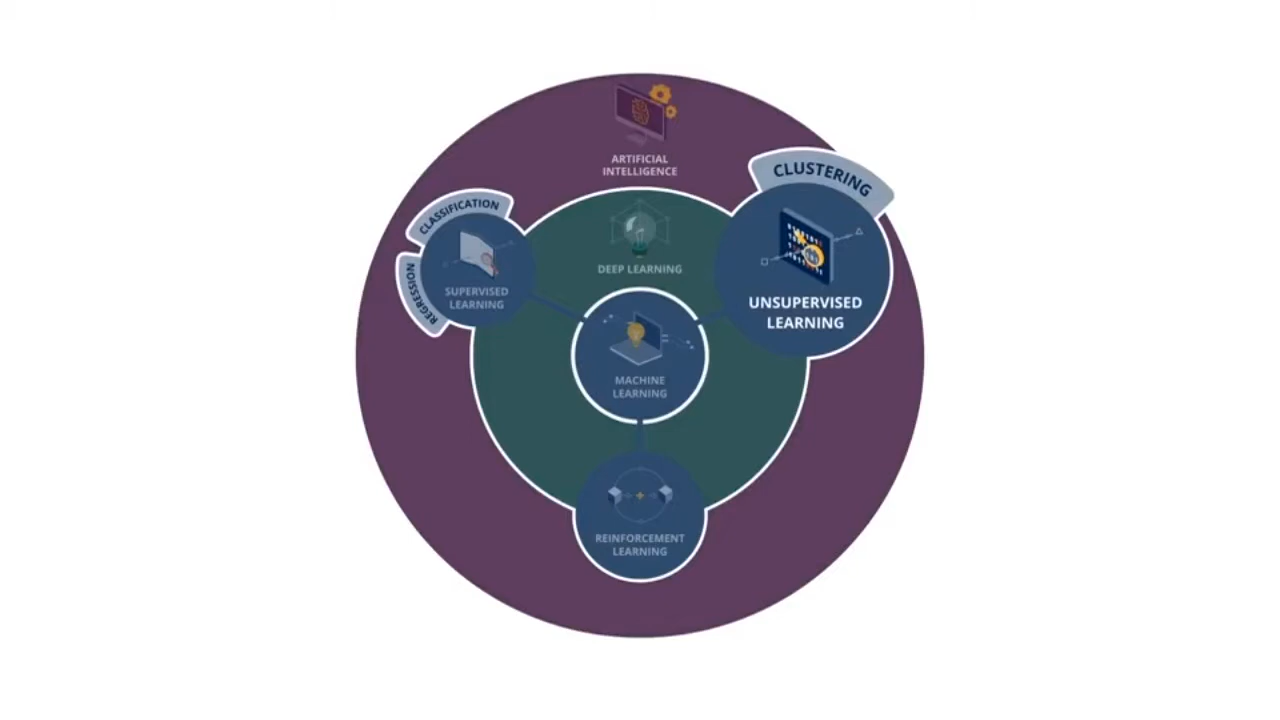 ARTIFICIAL
INTELLIGENCE
CLUSTERING
CLASSIFICATION
REGRESSION
DEEP LEARNING
SUPERVISED
LEARNING
UNSUPERVISED
LEARNING
MACHINE
LEARNING
REINFORCEMENT
LEARNING